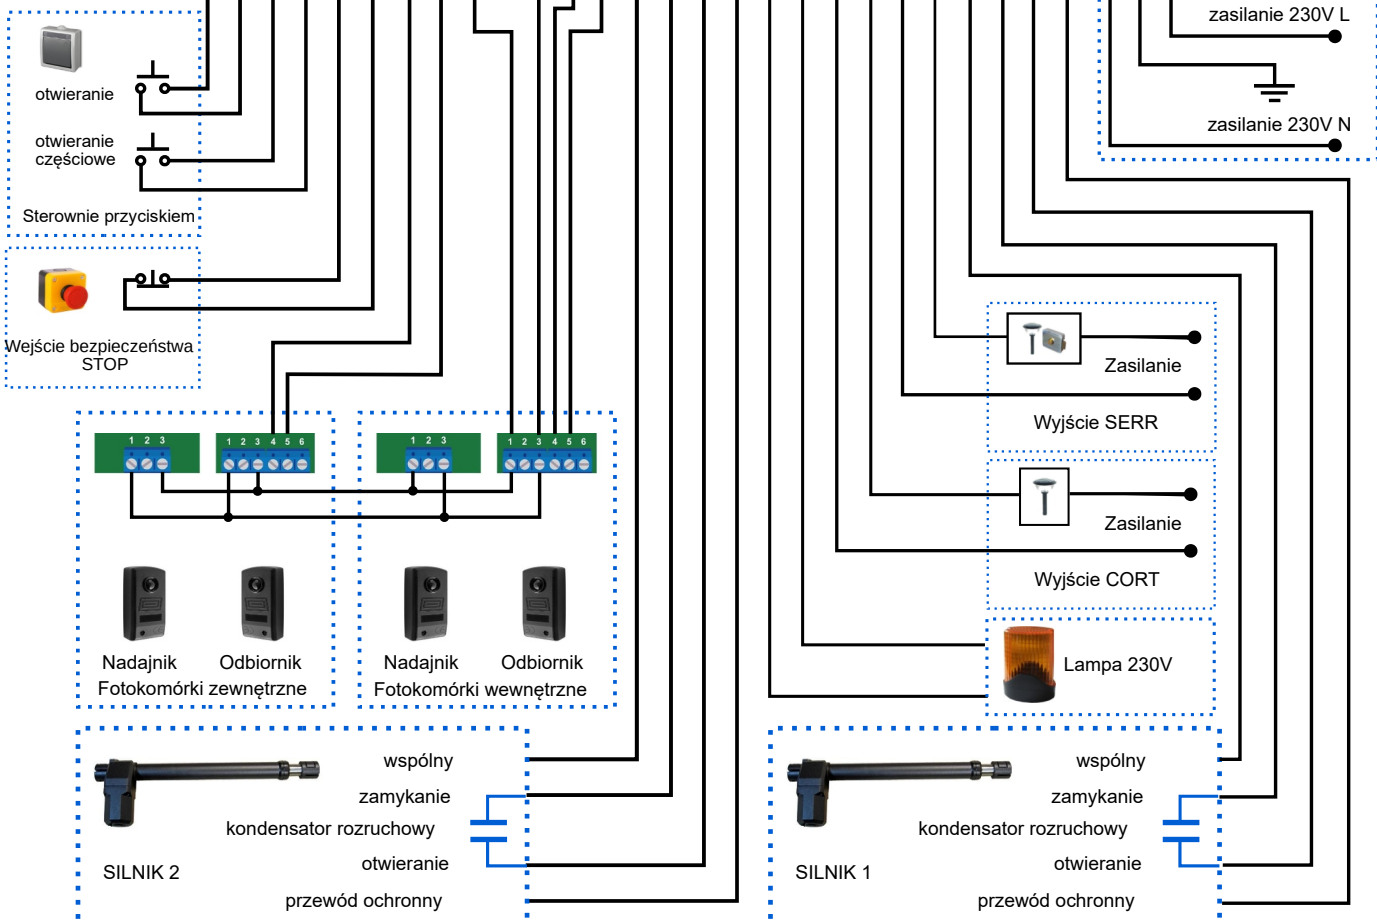 zasilanie 230V L
zasilanie 230V N
otwieranie
otwieranie
częściowe
Sterownie przyciskiem
Wejście bezpieczeństwa
STOP
1 2 3
1 2 3 4 5 6
1 2 3
1 2 3 4 5 6
Nadajnik Odbiornik
Fotokomórki zewnętrzne
Nadajnik Odbiornik
Fotokomórki wewnętrzne
Zasilanie
Wyjście SERR
Zasilanie
Wyjście CORT
Lampa 230V
wspólny
zamykanie
kondensator rozruchowy
otwieranie
SILNIK 2
przewód ochronny
wspólny
zamykanie
kondensator rozruchowy
otwieranie
SILNIK 1
przewód ochronny